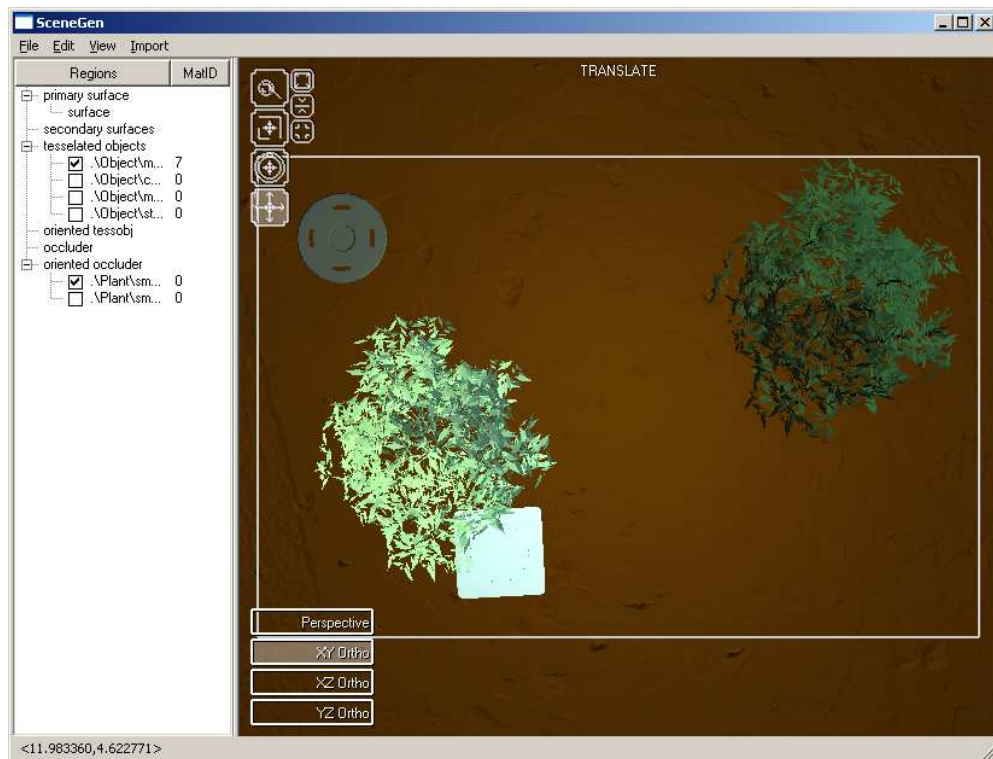 SceneGen
File Edit View Import
Regions MatID
TRANSLATE
primary surface
surface
secondary surfaces
tesselated objects
.\Object\m... 7
.\Object\c... 0
.\Object\m... 0
.\Object\st... 0
oriented tessobj
occluder
oriented occluder
.\Plant\sm... 0
.\Plant\sm... 0
Perspective
XY Ortho
XZ Ortho
YZ Ortho
<11.983360,4.622771>